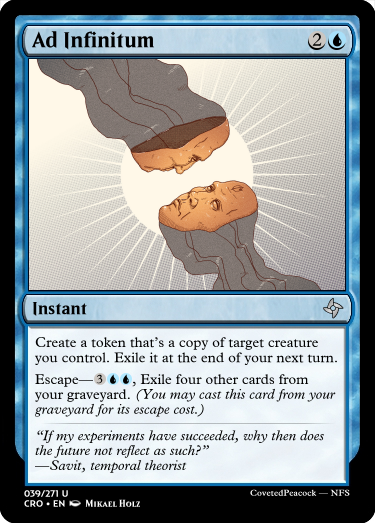 Ad Infinitum 2
Instant
Create a token that's a copy of target creature
you control. Exile it at the end of your next turn.
Escape—3, Exile four other cards from
your graveyard. (You may cast this card from your
graveyard for its escape cost.)
"If my experiments have succeeded, why then does
the future not reflect as such?"
—Savit, temporal theorist
039/271 U
CRO • EN Mikael Holz
CovetedPeacock — NFS